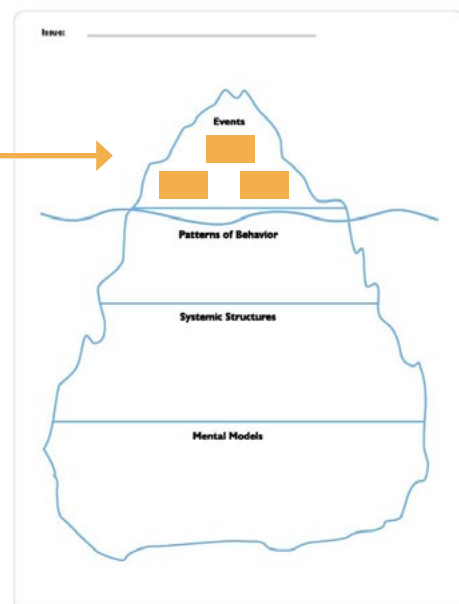 Issue:
Events
Patterns of Behavior
Systemic Structures
Mental Models